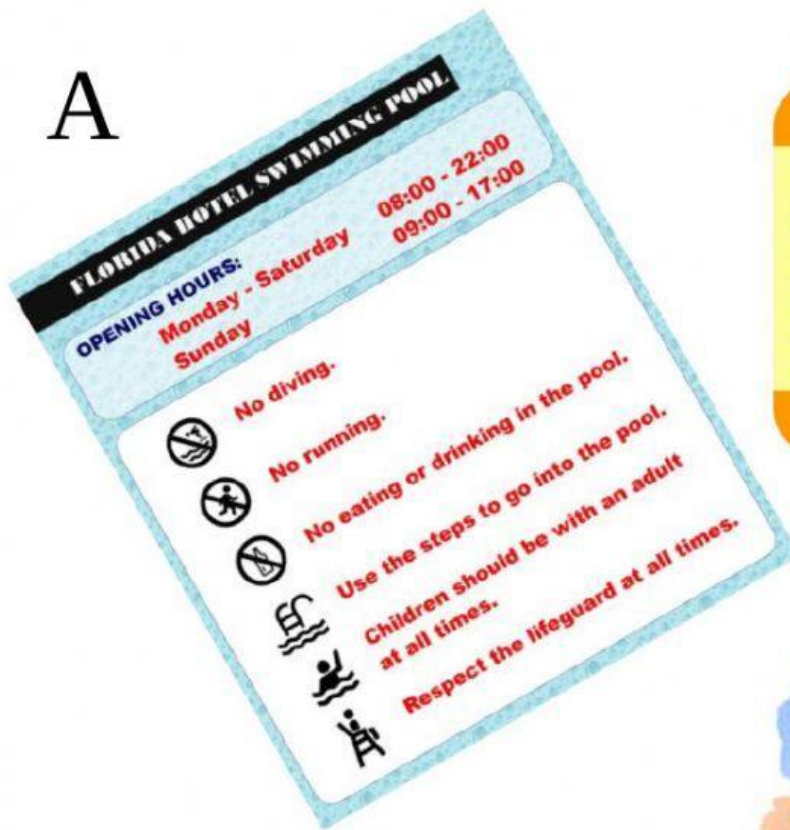 A
FLORIDA HOTEL SWIMMING POOL
OPENING HOURS:
Monday - Saturday 08:00 - 22:00
Sunday 09:00 - 17:00
No diving.
No running.
No eating or drinking in the pool.
Use the steps to go into the pool.
Children should be with an adult
at all times.
Respect the lifeguard at all times.